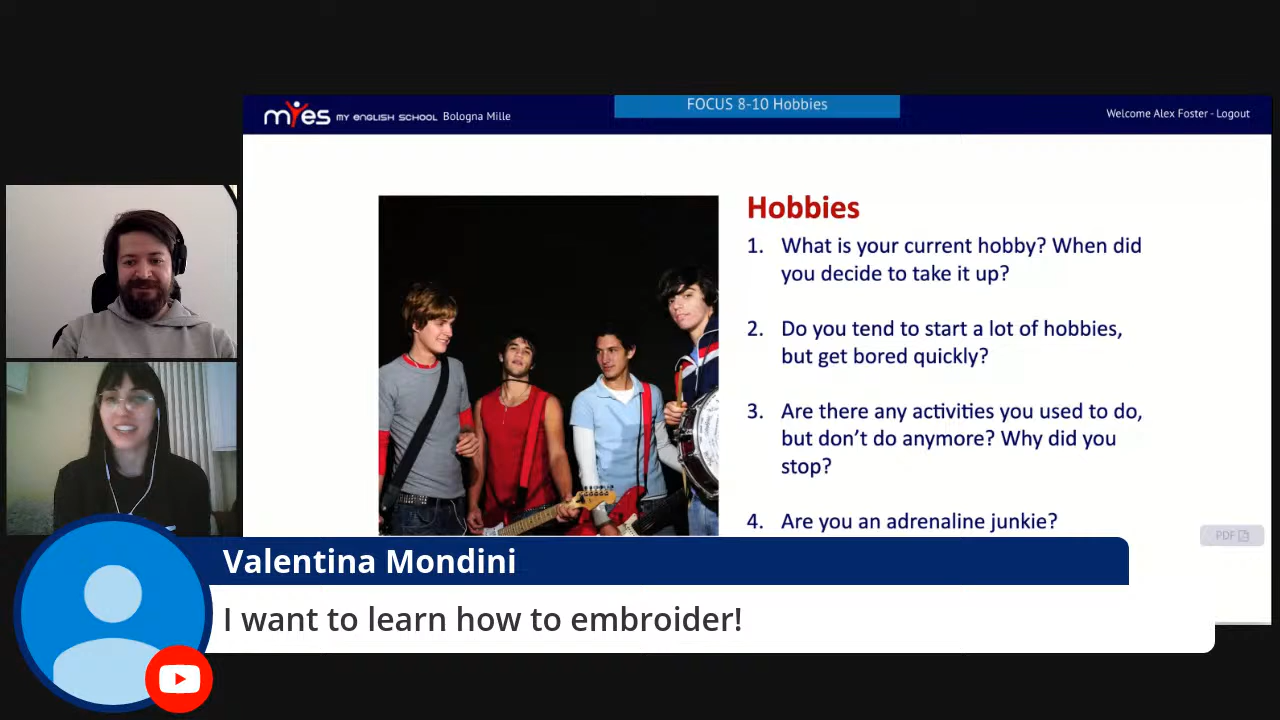 FOCUS 8-10 Hobbies
myes MY ENGLISH SCHOOL Bologna Mille
Welcome Alex Foster - Logout
Hobbies
1. What is your current hobby? When did
you decide to take it up?
2. Do you tend to start a lot of hobbies,
but get bored quickly?
3. Are there any activities you used to do,
but don’t do anymore? Why did you
stop?
4. Are you an adrenaline junkie?
PDF
Valentina Mondini
I want to learn how to embroider!